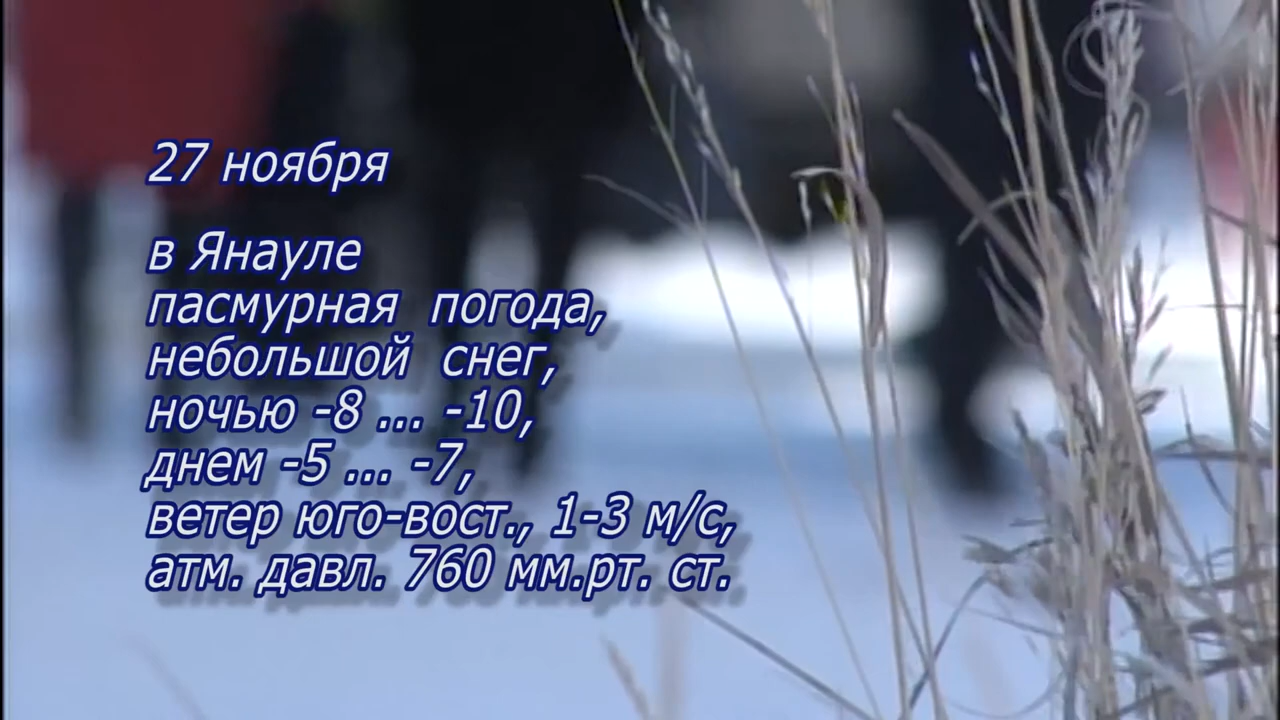 27 ноября
в Янауле
пасмурная погода,
небольшой снег,
ночью -8 ... -10,
днем -5 ... -7,
ветер юго-вост., 1-3 м/с,
атм. давл. 760 мм.рт. ст.